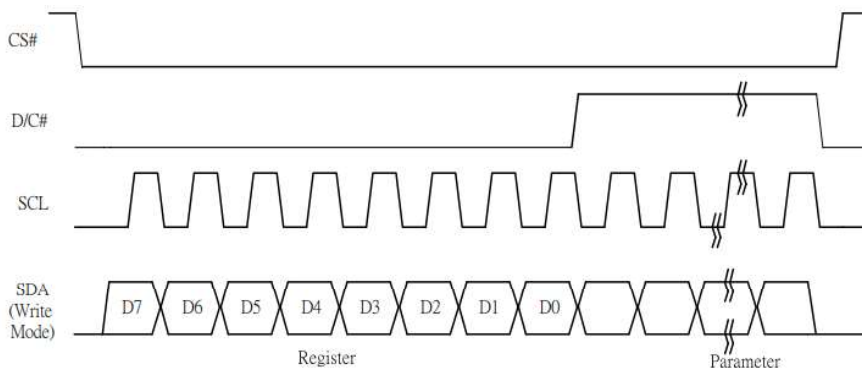 CS#
D/C#
SCL
SDA
(Write
Mode)
D7 D6 D5 D4 D3 D2 D1 D0
Register Parameter